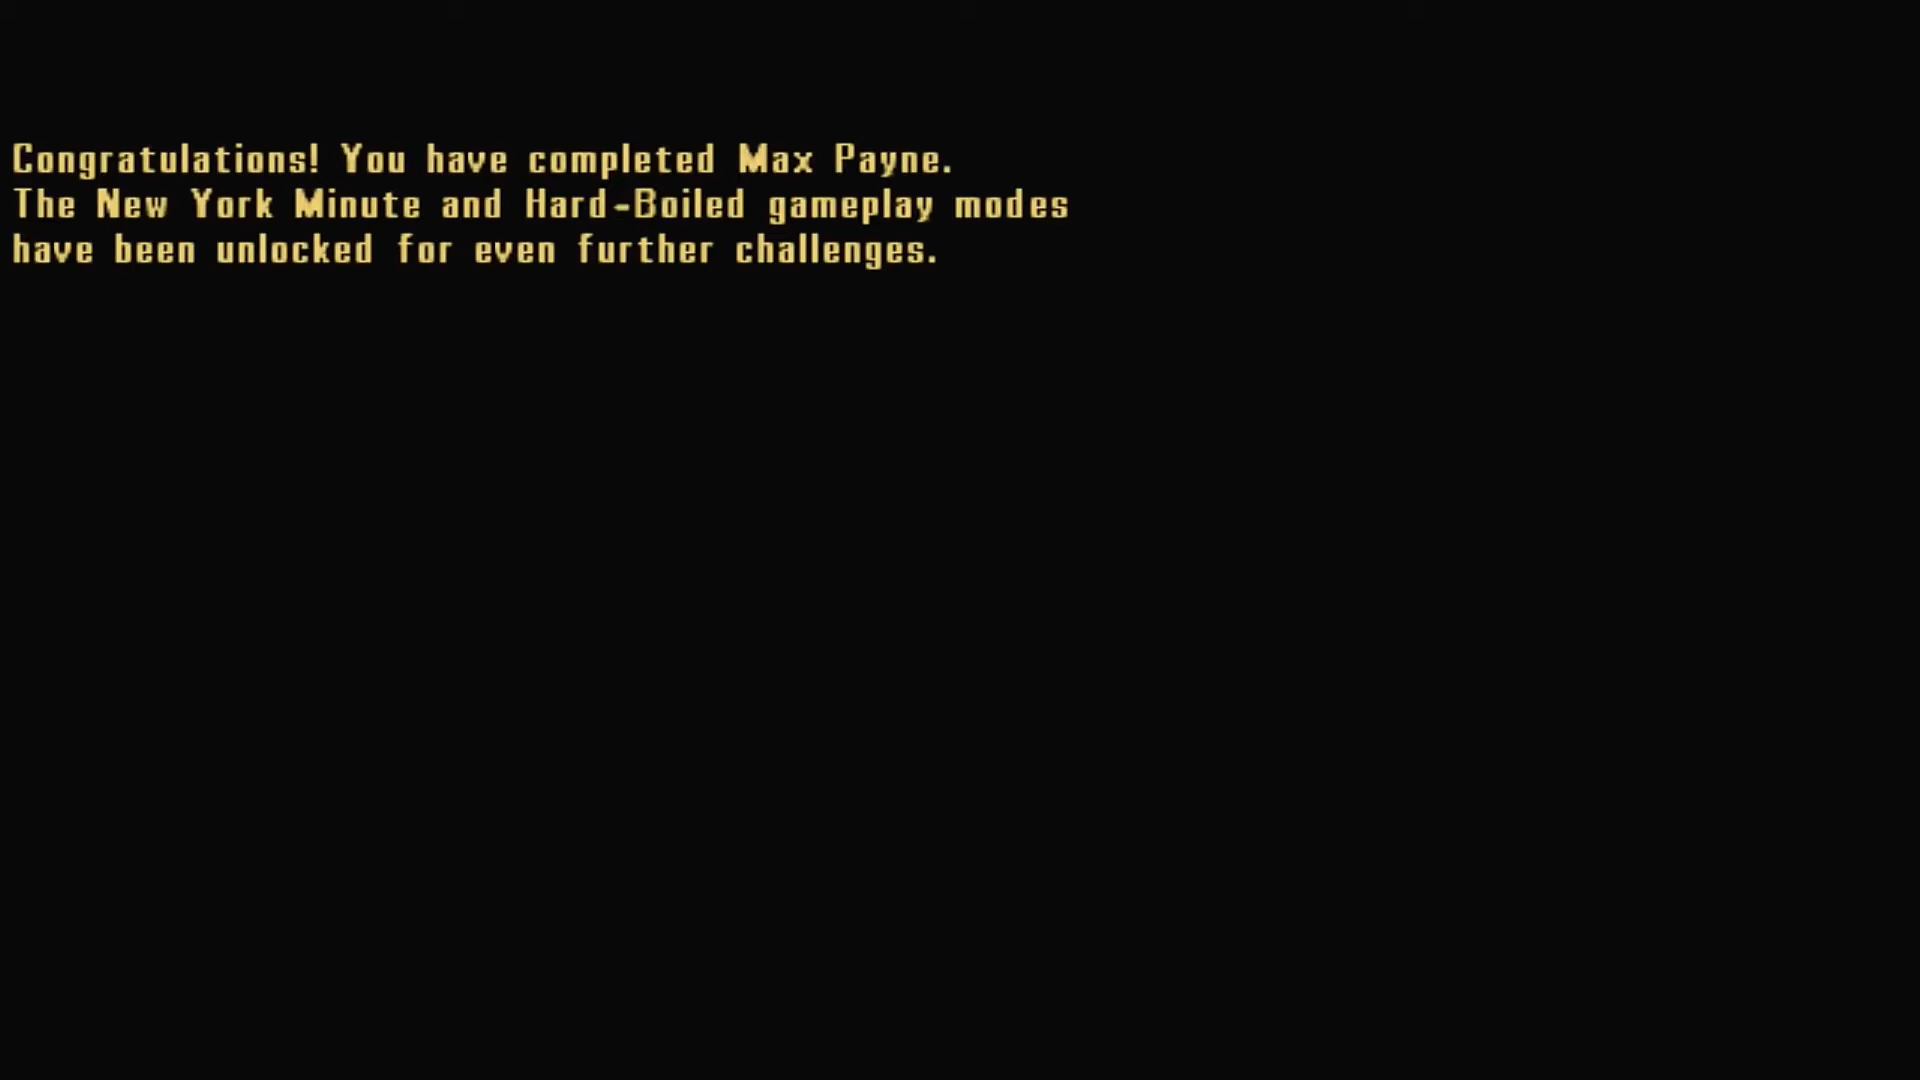 Congratulations! You have completed Max Payne.
The New York Minute and Hard-Boiled gameplay modes
have been unlocked for even further challenges.